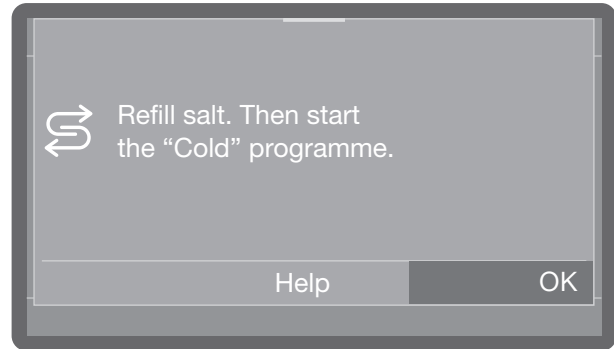 Refill salt. Then start
the “Cold” programme.
Help OK